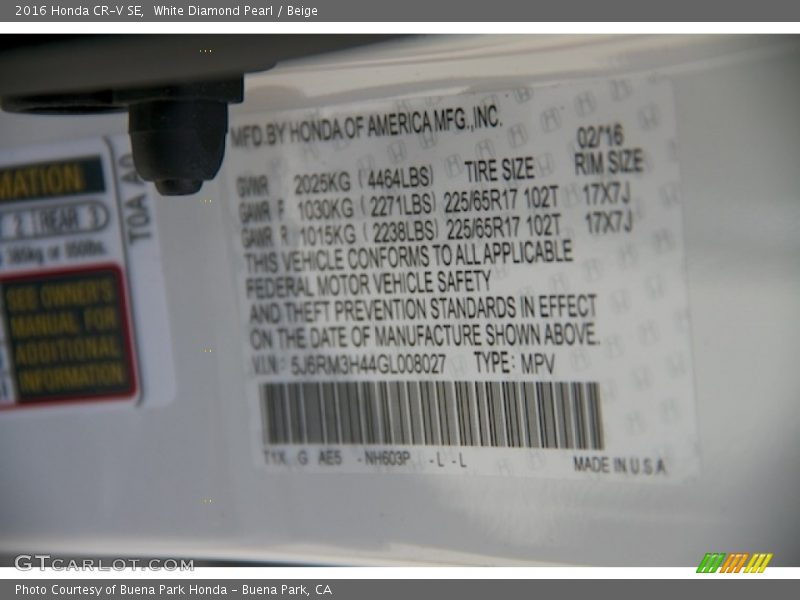 2016 Honda CR-V SE, White Diamond Pearl / Beige
MFD.BY HONDA OF AMERICA MFG.,INC.
02/16
GVWR 2025KG ( 4464LBS) TIRE SIZE RIM SIZE
GAWR F 1030KG ( 2271LBS) 225/65R17 102T 17X7J
GAWR R 1015KG ( 2238LBS) 225/65R17 102T 17X7J
THIS VEHICLE CONFORMS TO ALL APPLICABLE
FEDERAL MOTOR VEHICLE SAFETY
AND THEFT PREVENTION STANDARDS IN EFFECT
ON THE DATE OF MANUFACTURE SHOWN ABOVE.
V.I.N.: 5J6RM3H44GL008027 TYPE: MPV
T1X G AE5 -NH603P -L -L
MADE IN U.S.A
MATION
2 REAR 3
TOA A0
SEE OWNER'S
MANUAL FOR
ADDITIONAL
INFORMATION
GTcarlot.com
Photo Courtesy of Buena Park Honda - Buena Park, CA